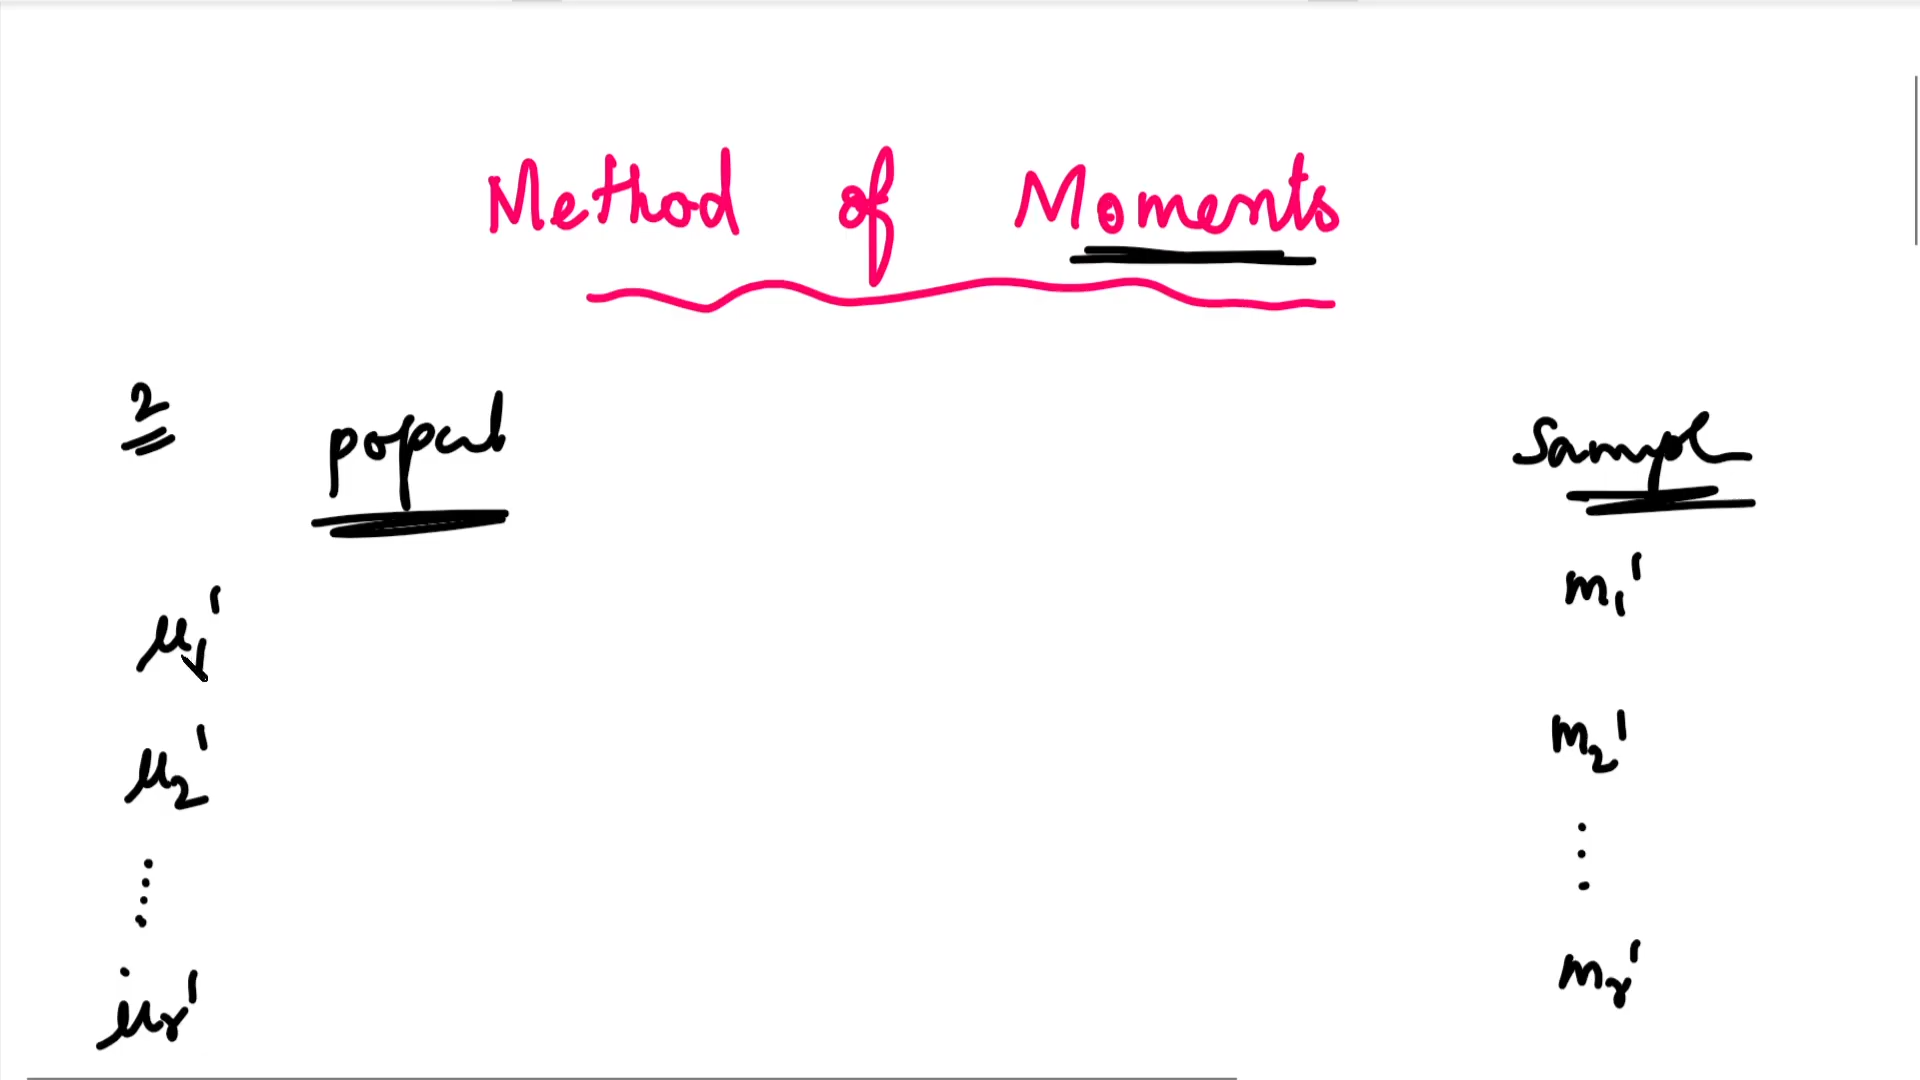 Method of Moments
2 popul Sample
μ₁' m₁'
μ₂' m₂'
⋮ ⋮
μᵣ' mᵣ'